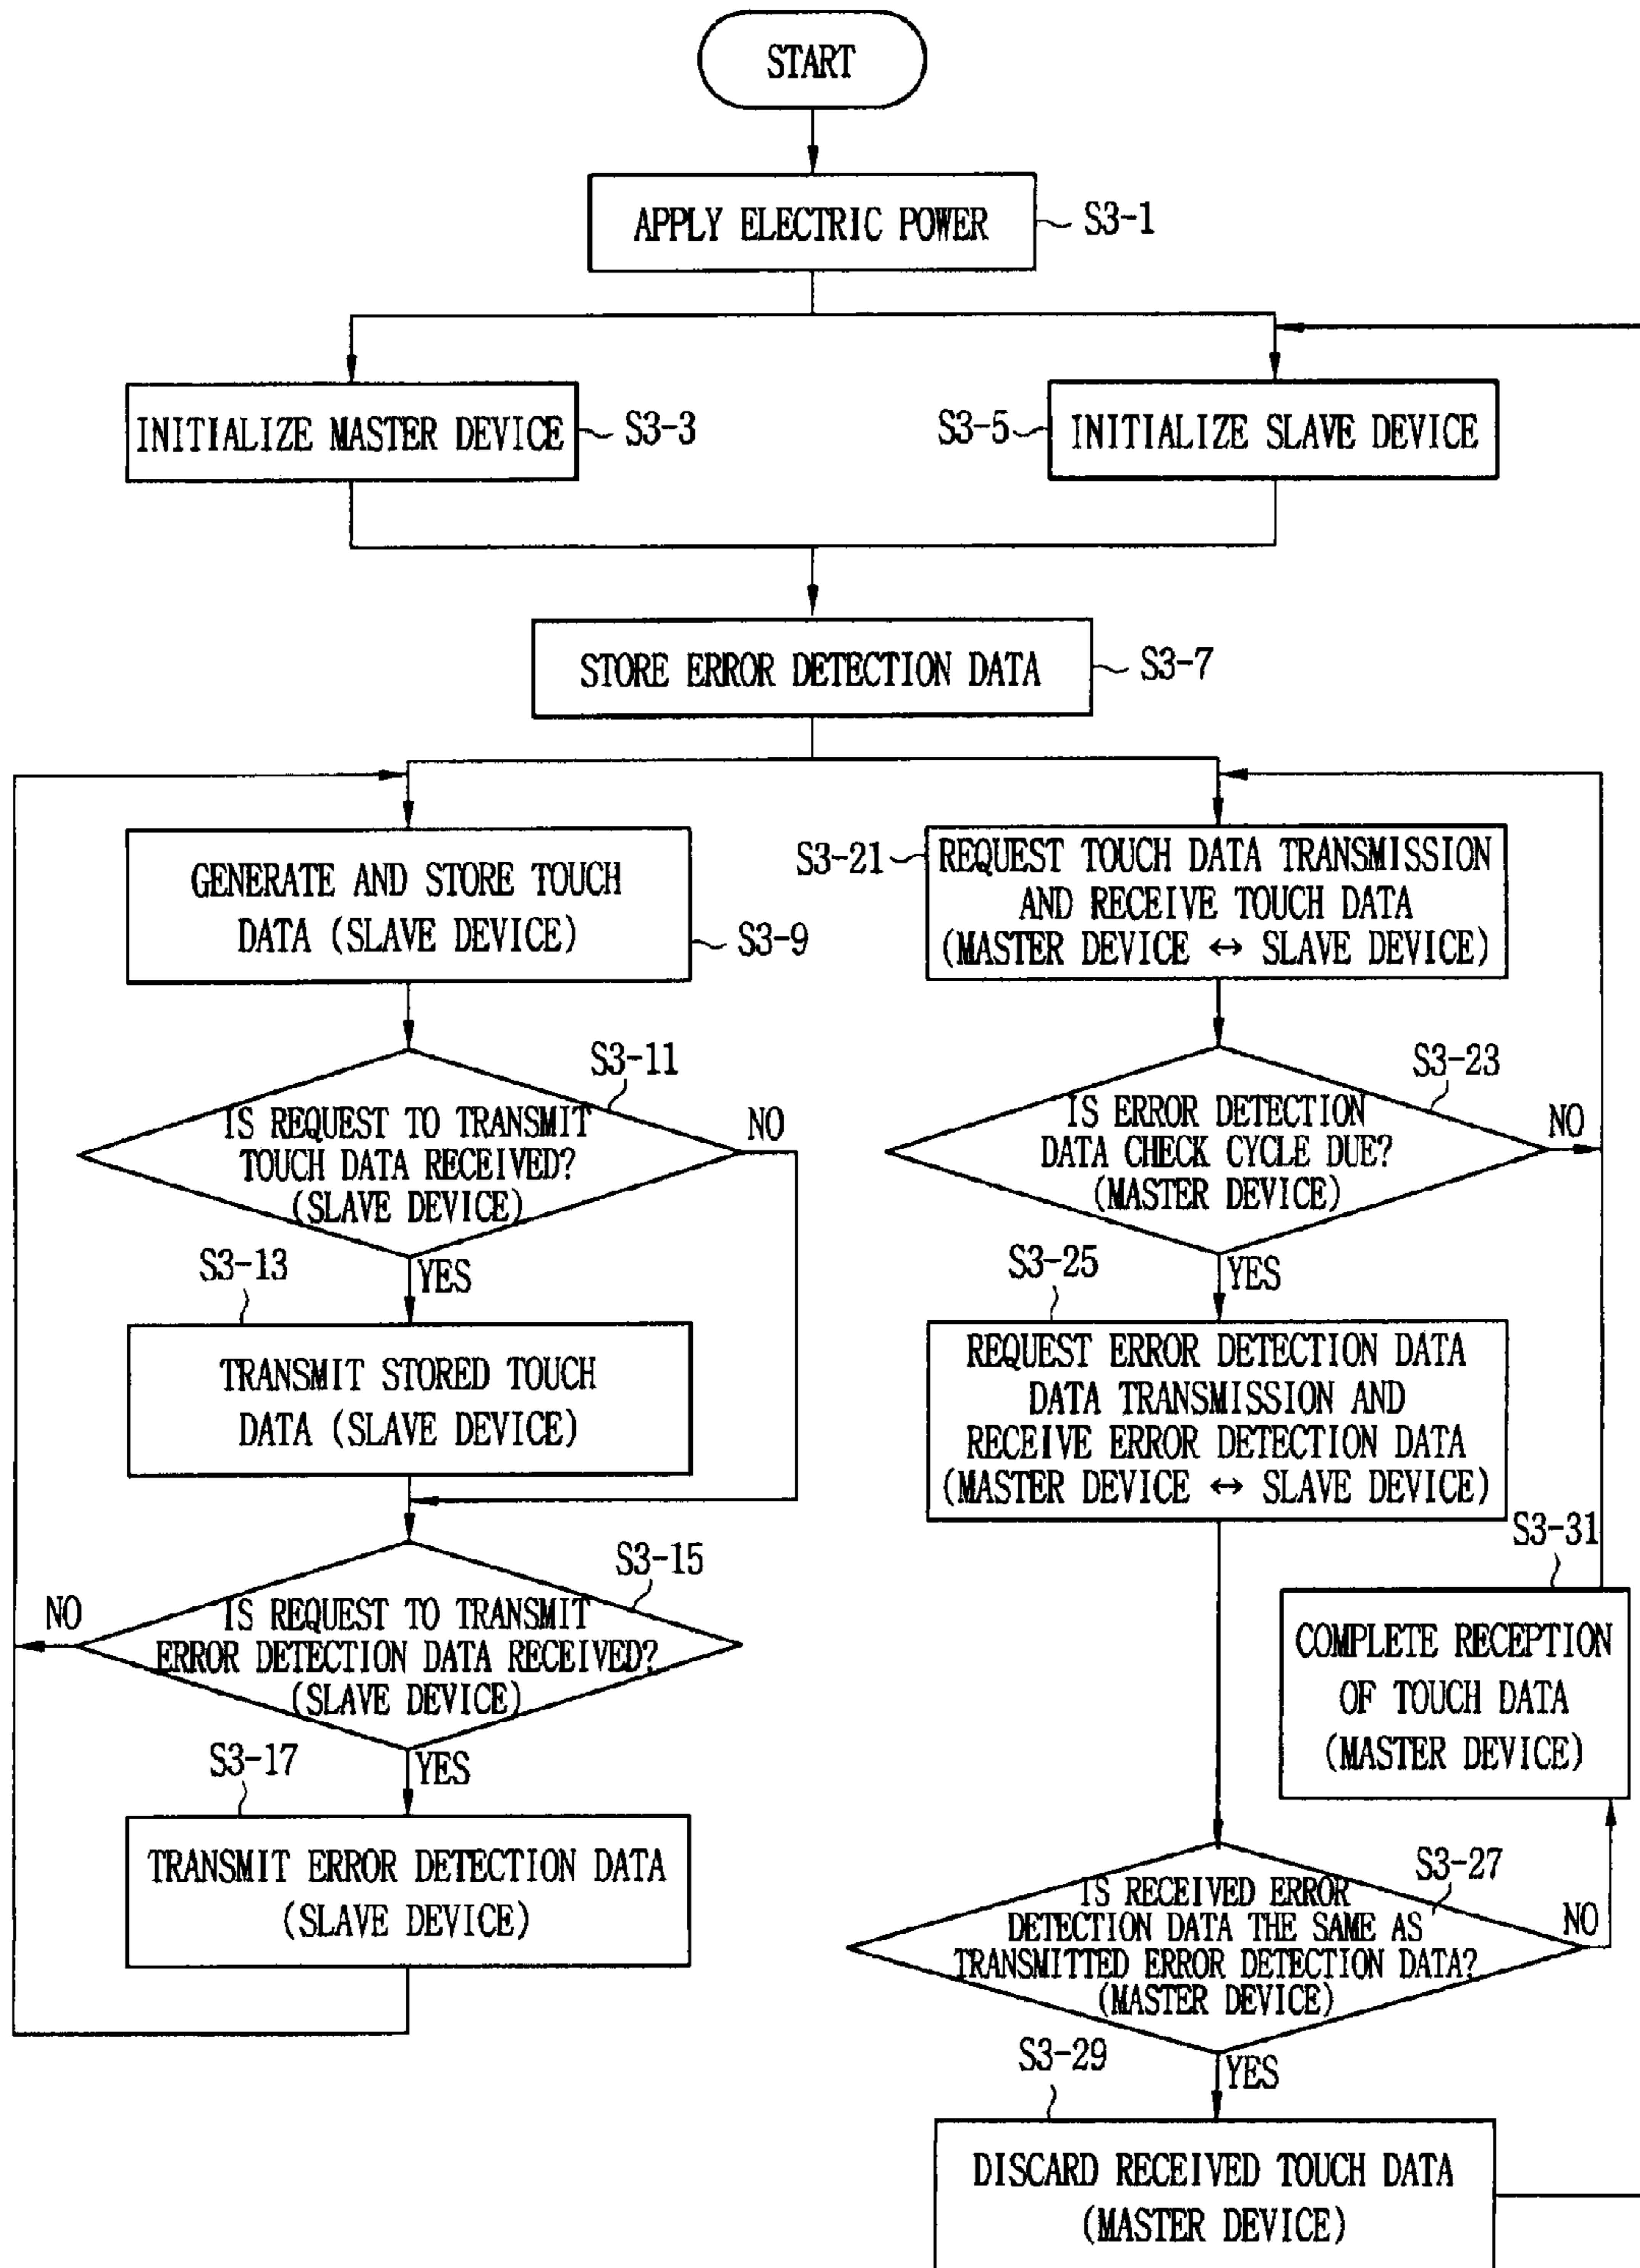 START
APPLY ELECTRIC POWER
S3-1
INITIALIZE MASTER DEVICE
S3-3
S3-5
INITIALIZE SLAVE DEVICE
STORE ERROR DETECTION DATA
S3-7
GENERATE AND STORE TOUCH
DATA (SLAVE DEVICE)
S3-9
S3-11
IS REQUEST TO TRANSMIT
TOUCH DATA RECEIVED?
(SLAVE DEVICE)
NO
YES
S3-13
TRANSMIT STORED TOUCH
DATA (SLAVE DEVICE)
S3-15
IS REQUEST TO TRANSMIT
ERROR DETECTION DATA RECEIVED?
(SLAVE DEVICE)
NO
YES
S3-17
TRANSMIT ERROR DETECTION DATA
(SLAVE DEVICE)
S3-21
REQUEST TOUCH DATA TRANSMISSION
AND RECEIVE TOUCH DATA
(MASTER DEVICE ↔ SLAVE DEVICE)
S3-23
IS ERROR DETECTION
DATA CHECK CYCLE DUE?
(MASTER DEVICE)
NO
YES
S3-25
REQUEST ERROR DETECTION DATA
DATA TRANSMISSION AND
RECEIVE ERROR DETECTION DATA
(MASTER DEVICE ↔ SLAVE DEVICE)
S3-31
COMPLETE RECEPTION
OF TOUCH DATA
(MASTER DEVICE)
S3-27
IS RECEIVED ERROR
DETECTION DATA THE SAME AS
TRANSMITTED ERROR DETECTION DATA?
(MASTER DEVICE)
NO
YES
S3-29
DISCARD RECEIVED TOUCH DATA
(MASTER DEVICE)